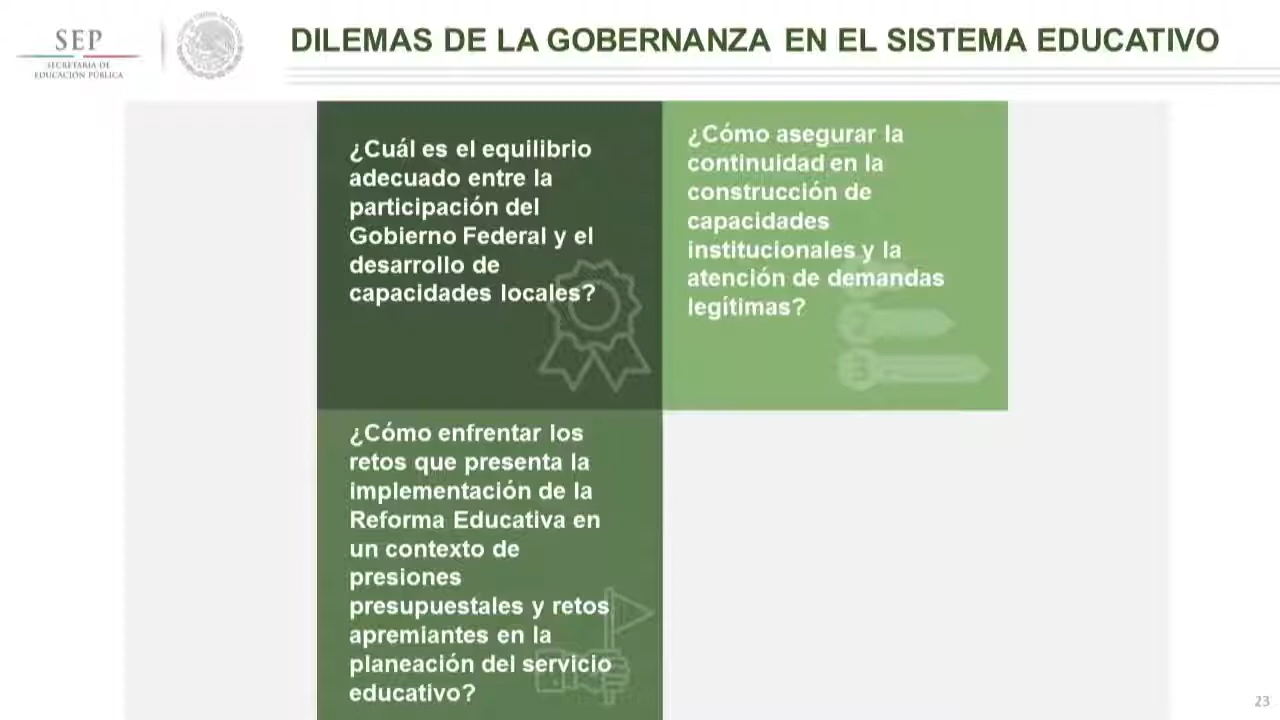 SEP
SECRETARÍA DE
EDUCACIÓN PÚBLICA
DILEMAS DE LA GOBERNANZA EN EL SISTEMA EDUCATIVO
¿Cuál es el equilibrio
adecuado entre la
participación del
Gobierno Federal y el
desarrollo de
capacidades locales?
¿Cómo asegurar la
continuidad en la
construcción de
capacidades
institucionales y la
atención de demandas
legítimas?
¿Cómo enfrentar los
retos que presenta la
implementación de la
Reforma Educativa en
un contexto de
presiones
presupuestales y retos
apremiantes en la
planeación del servicio
educativo?
23